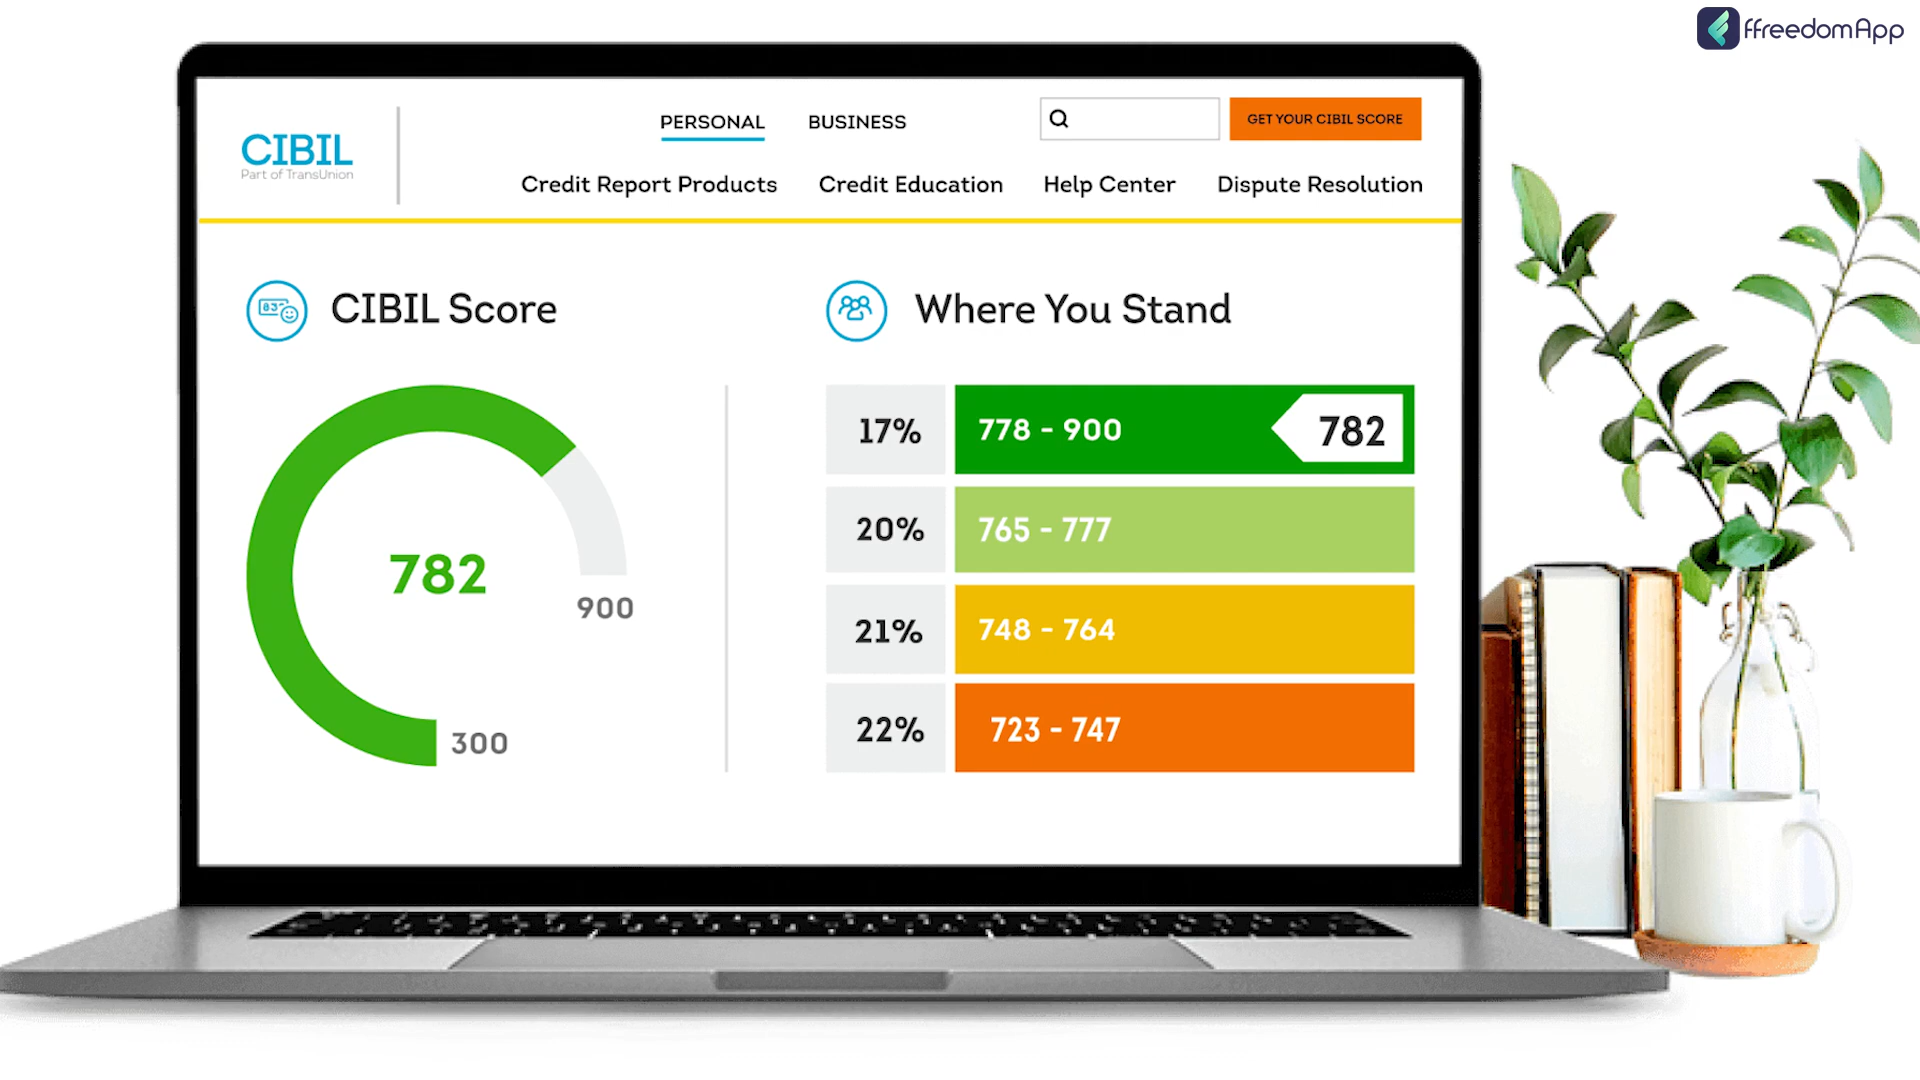 ffreedomApp
CIBIL
Part of TransUnion
PERSONAL
BUSINESS
GET YOUR CIBIL SCORE
Credit Report Products
Credit Education
Help Center
Dispute Resolution
CIBIL Score
782
900
300
Where You Stand
17%
778 - 900
782
20%
765 - 777
21%
748 - 764
22%
723 - 747